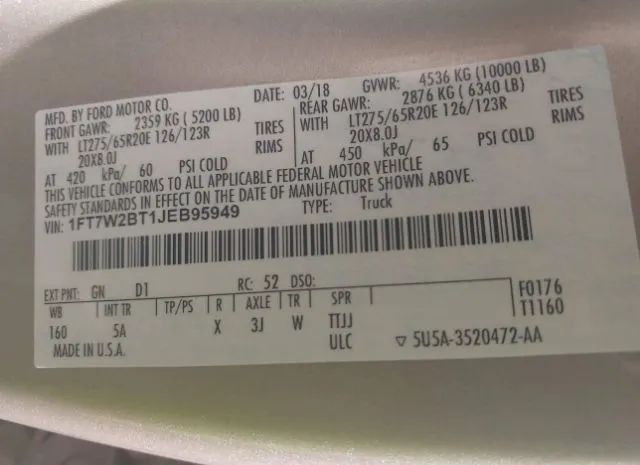 MFD. BY FORD MOTOR CO.
DATE: 03/18 GVWR: 4536 KG (10000 LB)
FRONT GAWR: 2359 KG ( 5200 LB) REAR GAWR: 2876 KG ( 6340 LB)
WITH LT275/65R20E 126/123R TIRES WITH LT275/65R20E 126/123R TIRES
20X8.0J RIMS 20X8.0J RIMS
AT 420 kPa/ 60 PSI COLD AT 450 kPa/ 65 PSI COLD
THIS VEHICLE CONFORMS TO ALL APPLICABLE FEDERAL MOTOR VEHICLE
SAFETY STANDARDS IN EFFECT ON THE DATE OF MANUFACTURE SHOWN ABOVE.
VIN: 1FT7W2BT1JEB95949 TYPE: Truck
EXT PNT: GN D1 RC: 52 DSO: F0176
WB INT TR TP/PS R AXLE TR SPR T1160
160 5A X 3J W TTJJ
MADE IN U.S.A. ULC ▽ 5U5A-3520472-AA